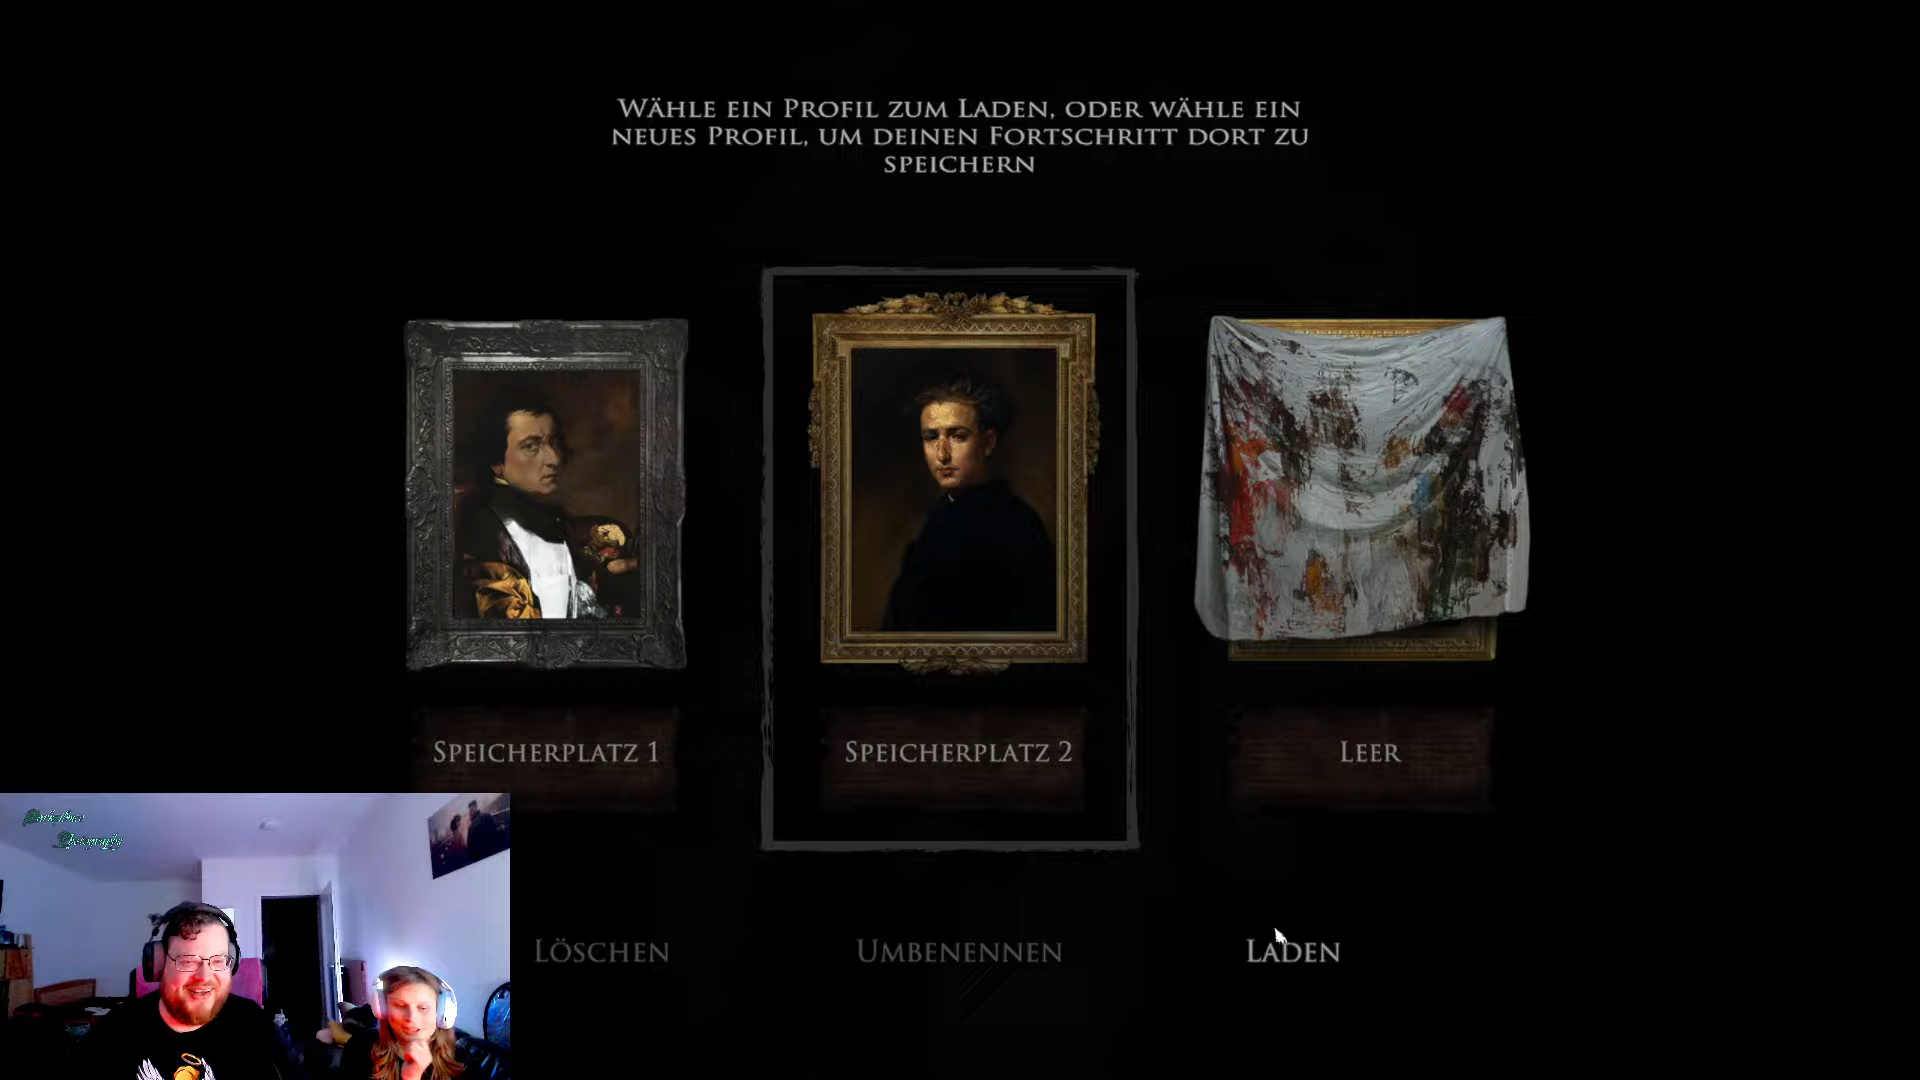 Wähle ein Profil zum Laden, oder wähle ein
neues Profil, um deinen Fortschritt dort zu
speichern
Speicherplatz 1
Speicherplatz 2
Leer
Löschen
Umbenennen
Laden
Photography